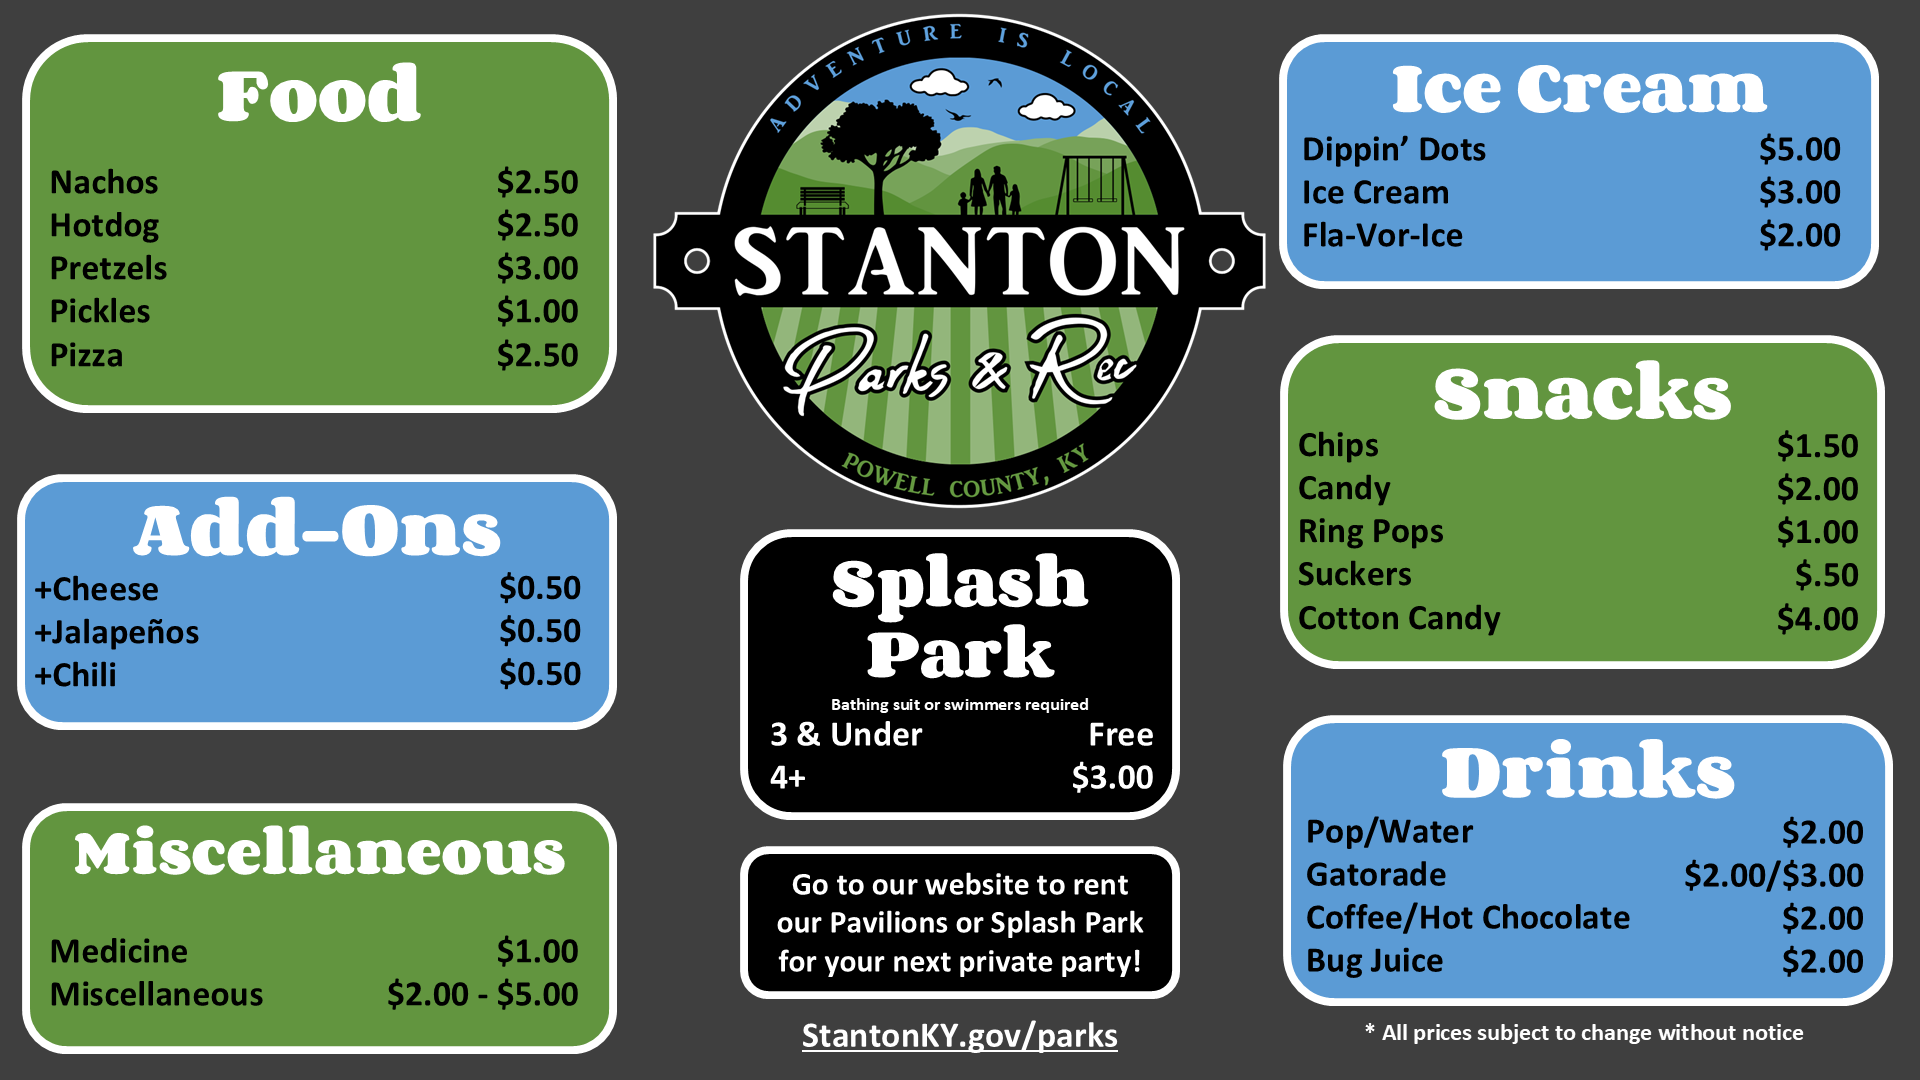 Food
Nachos $2.50
Hotdog $2.50
Pretzels $3.00
Pickles $1.00
Pizza $2.50
Add-Ons
+Cheese $0.50
+Jalapeños $0.50
+Chili $0.50
Miscellaneous
Medicine $1.00
Miscellaneous $2.00 - $5.00
ADVENTURE IS LOCAL
STANTON
Parks & Rec
POWELL COUNTY, KY
Splash
Park
Bathing suit or swimmers required
3 & Under Free
4+ $3.00
Go to our website to rent
our Pavilions or Splash Park
for your next private party!
StantonKY.gov/parks
Ice Cream
Dippin’ Dots $5.00
Ice Cream $3.00
Fla-Vor-Ice $2.00
Snacks
Chips $1.50
Candy $2.00
Ring Pops $1.00
Suckers $.50
Cotton Candy $4.00
Drinks
Pop/Water $2.00
Gatorade $2.00/$3.00
Coffee/Hot Chocolate $2.00
Bug Juice $2.00
* All prices subject to change without notice